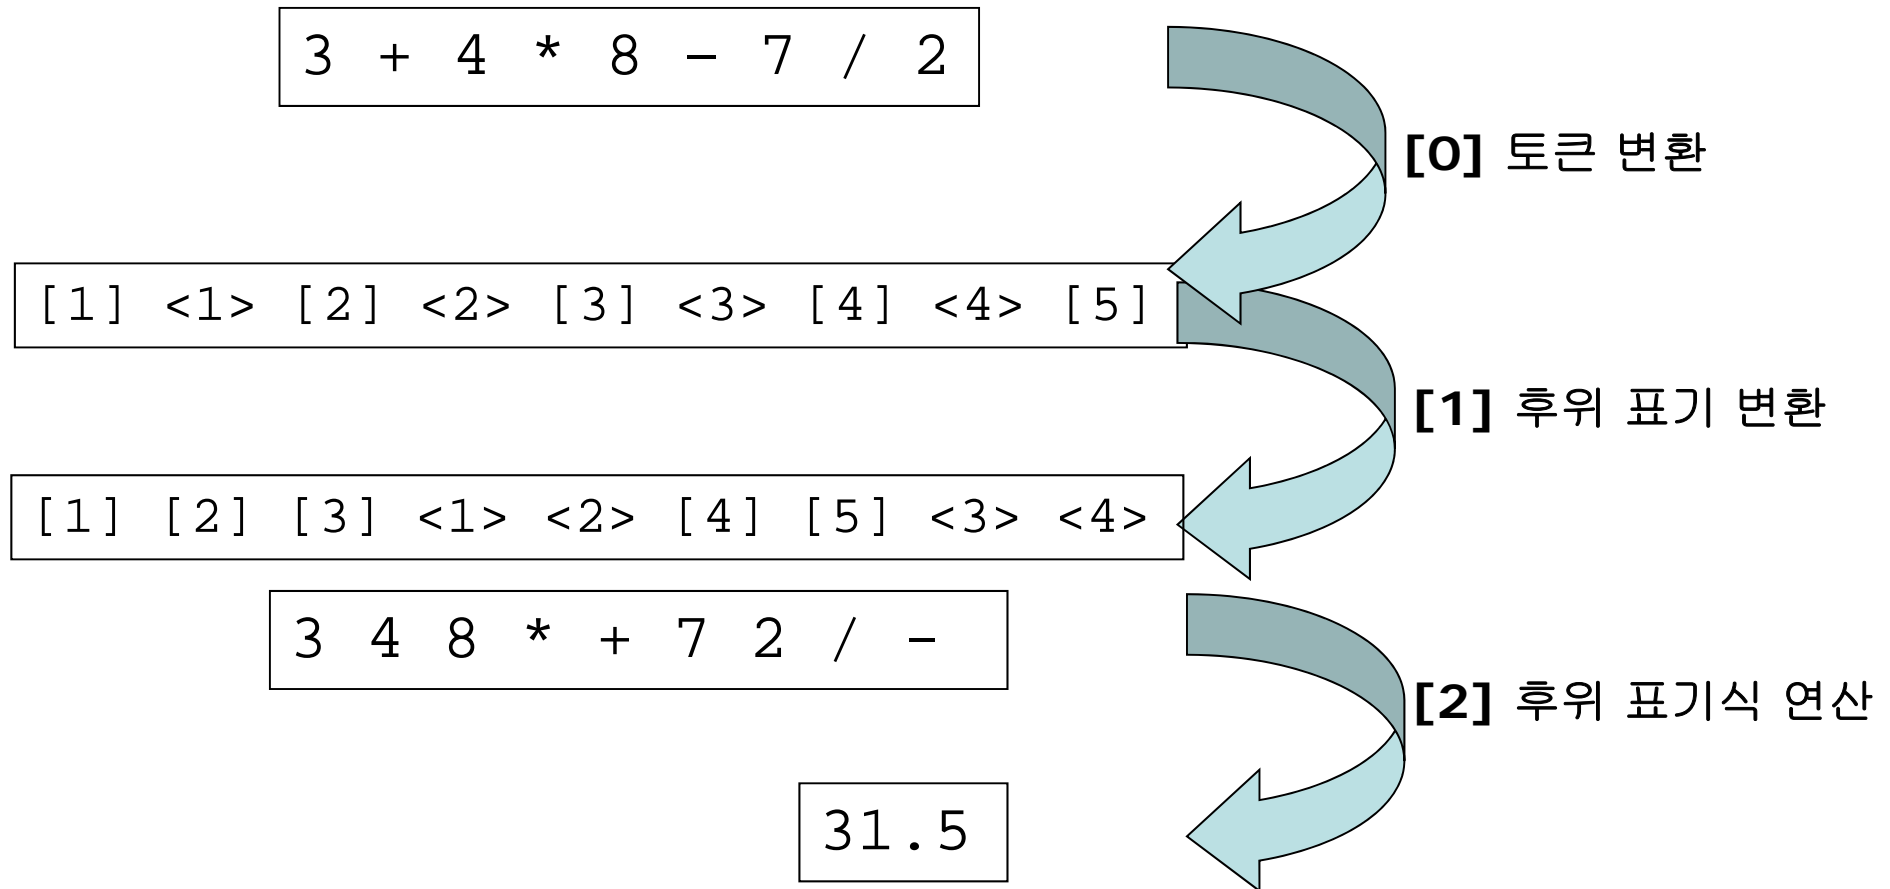 3 + 4 * 8 - 7 / 2
[0] 토큰 변환
[1] <1> [2] <2> [3] <3> [4] <4> [5]
[1] 후위 표기 변환
[1] [2] [3] <1> <2> [4] [5] <3> <4>
3 4 8 * + 7 2 / -
[2] 후위 표기식 연산
31.5